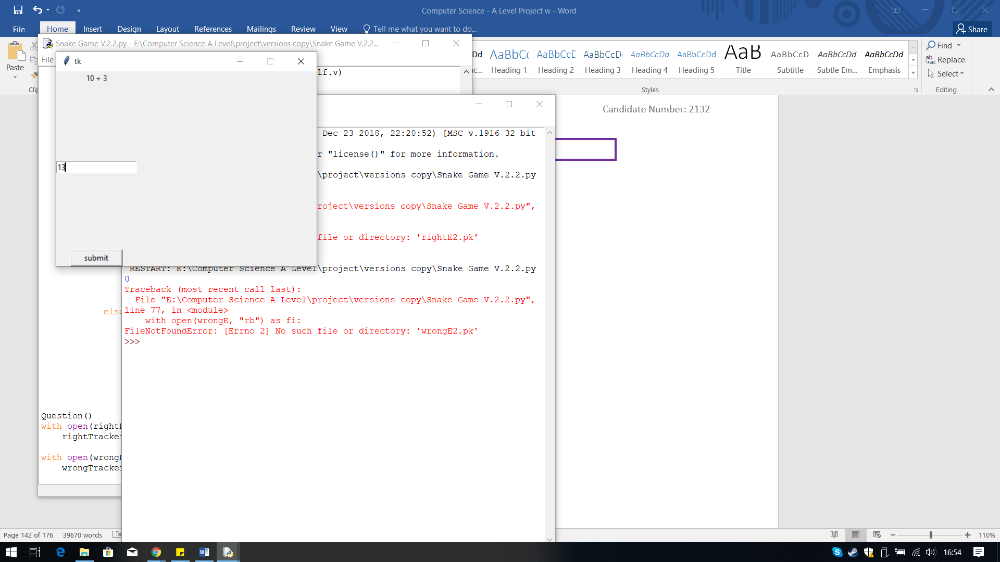 Computer Science - A Level Project w - Word
File Home Insert Design Layout References Mailings Review View Tell me what you want to do... Share
Snake Game V.2.2.py - E:\Computer Science A Level\project\versions copy\Snake Game V.2.2...
File
tk
10 + 3
13
submit
lf.v)
Paste
Dd AaBbCc AaBbCcD AaBbCcDd AaBbCcDd AaBbCcDd AaB AaBbCcD AaBbCcDd AaBbCcDd
ac... Heading 1 Heading 2 Heading 3 Heading 4 Heading 5 Title Subtitle Subtle Em... Emphasis
Styles
Find
Replace
Select
Editing
Candidate Number: 2132
Dec 23 2018, 22:20:52) [MSC v.1916 32 bit
r "license()" for more information.
\project\versions copy\Snake Game V.2.2.py
roject\versions copy\Snake Game V.2.2.py",
file or directory: 'rightE2.pk'
RESTART: E:\Computer Science A Level\project\versions copy\Snake Game V.2.2.py
0
Traceback (most recent call last):
File "E:\Computer Science A Level\project\versions copy\Snake Game V.2.2.py",
line 77, in <module>
with open(wrongE, "rb") as fi:
FileNotFoundError: [Errno 2] No such file or directory: 'wrongE2.pk'
>>>
else
Question()
with open(right
rightTracker
with open(wrong
wrongTracker
Page 142 of 176 39670 words
110%
16:54